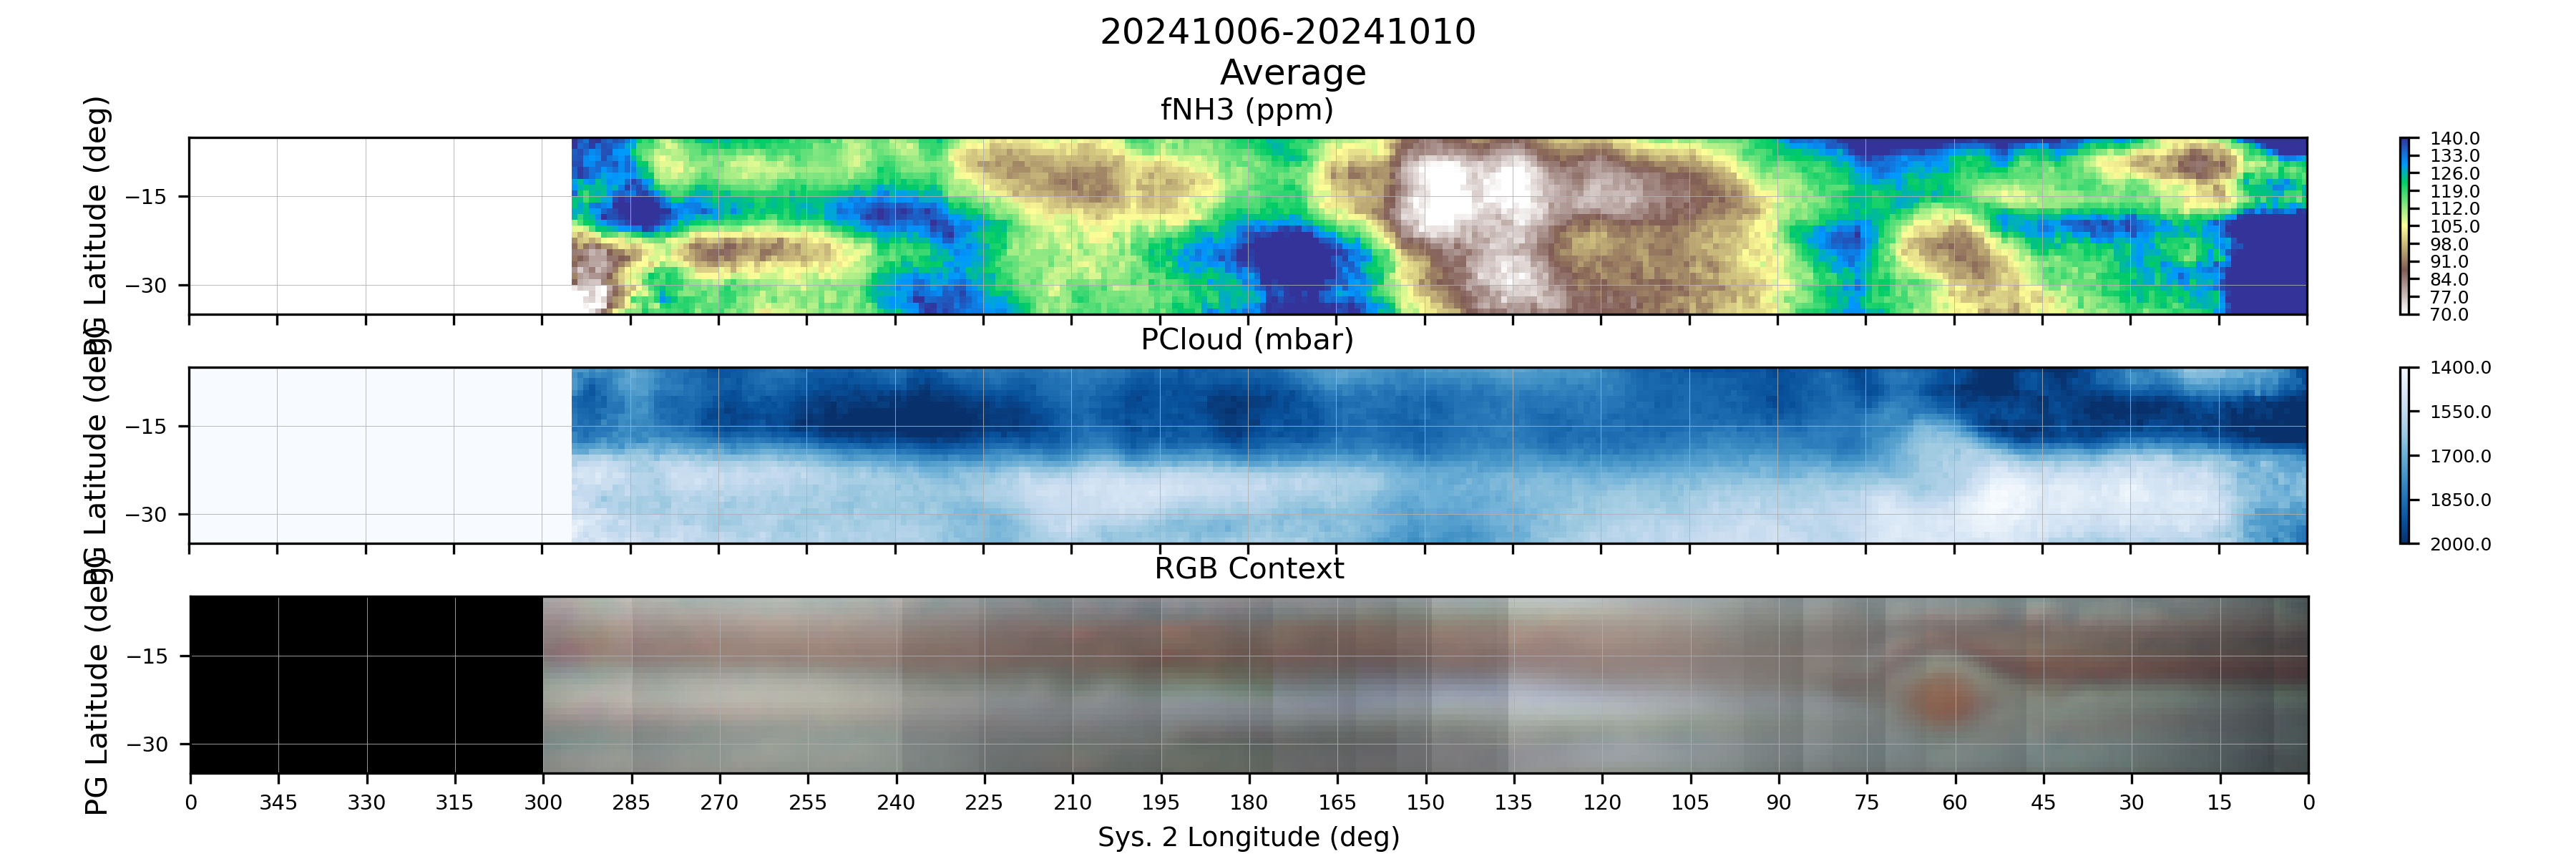 20241006-20241010
Average
fNH3 (ppm)
PG Latitude (deg)
−15
−30
140.0
133.0
126.0
119.0
112.0
105.0
98.0
91.0
84.0
77.0
70.0
PCloud (mbar)
PG Latitude (deg)
−15
−30
1400.0
1550.0
1700.0
1850.0
2000.0
RGB Context
PG Latitude (deg)
−15
−30
0 345 330 315 300 285 270 255 240 225 210 195 180 165 150 135 120 105 90 75 60 45 30 15 0
Sys. 2 Longitude (deg)